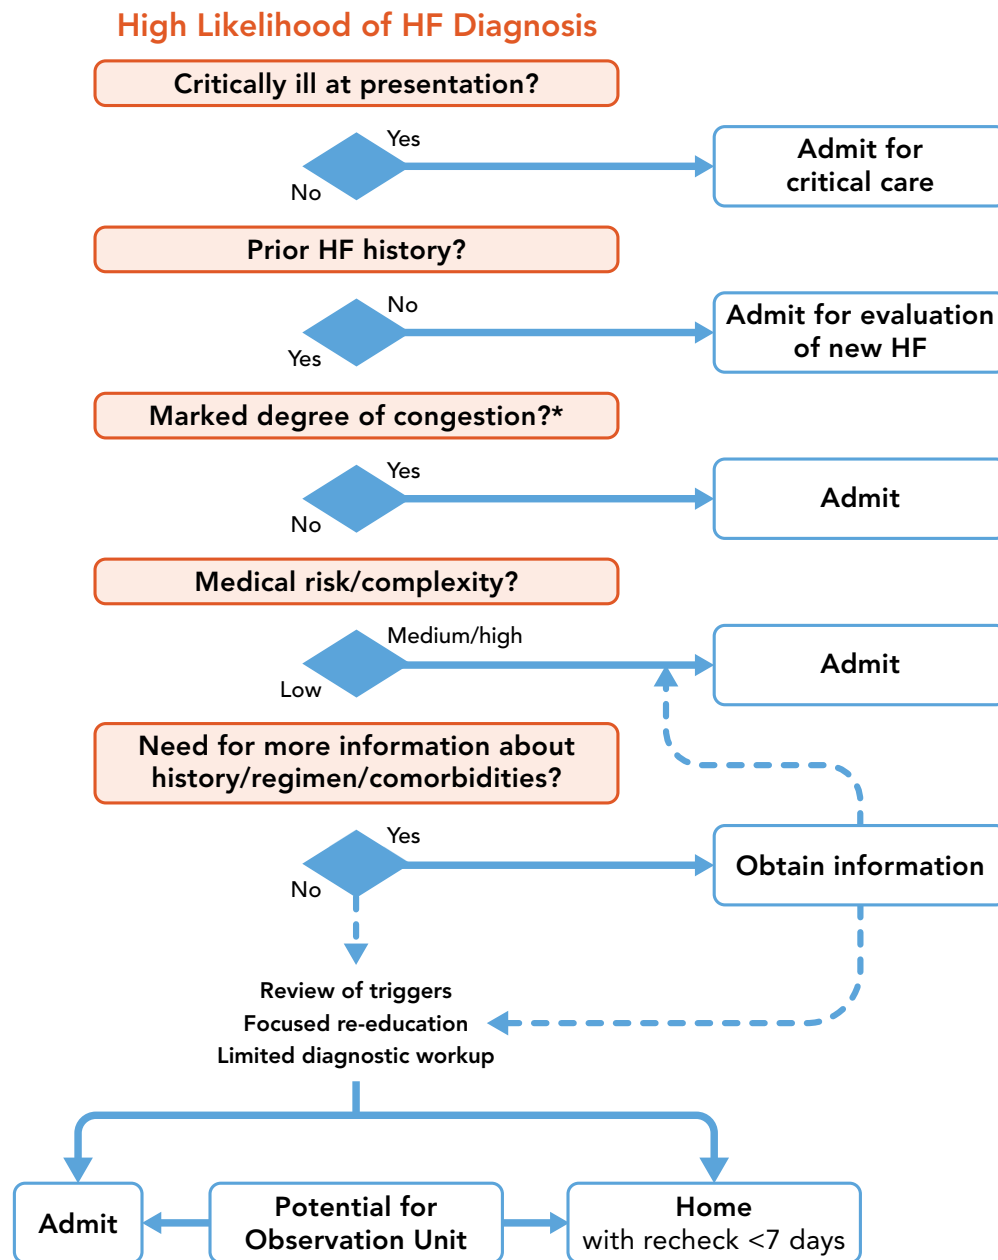 High Likelihood of HF Diagnosis
Critically ill at presentation?
Yes
No
Admit for
critical care
Prior HF history?
No
Yes
Admit for evaluation
of new HF
Marked degree of congestion?*
Yes
No
Admit
Medical risk/complexity?
Medium/high
Low
Admit
Need for more information about
history/regimen/comorbidities?
Yes
No
Obtain information
Review of triggers
Focused re-education
Limited diagnostic workup
Admit
Potential for
Observation Unit
Home
with recheck <7 days